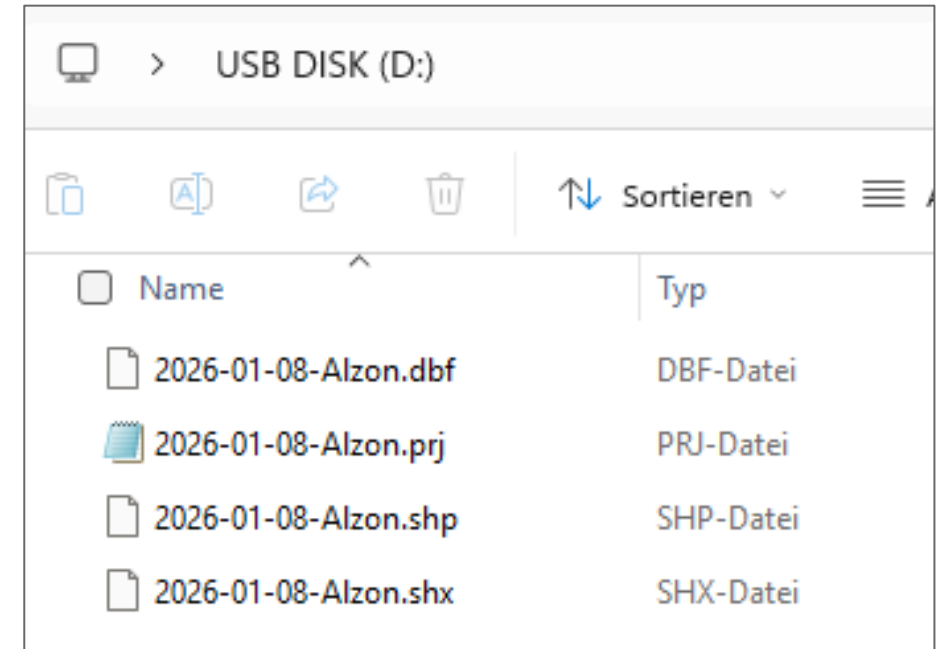 > USB DISK (D:)
Sortieren
Name Typ
2026-01-08-Alzon.dbf DBF-Datei
2026-01-08-Alzon.prj PRJ-Datei
2026-01-08-Alzon.shp SHP-Datei
2026-01-08-Alzon.shx SHX-Datei